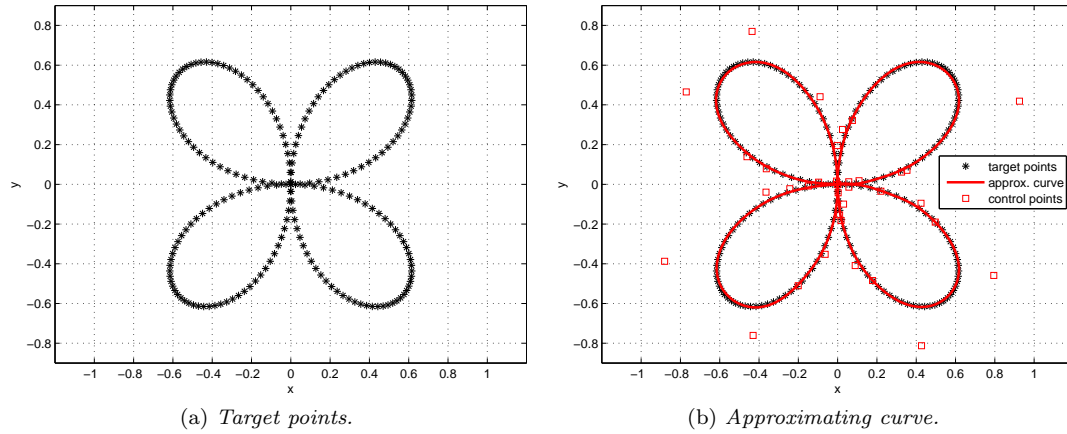 0.8
0.6
0.4
0.2
0
−0.2
−0.4
−0.6
−0.8
y
−1 −0.8 −0.6 −0.4 −0.2 0 0.2 0.4 0.6 0.8 1
x
(a) Target points.
0.8
0.6
0.4
0.2
0
−0.2
−0.4
−0.6
−0.8
y
−1 −0.8 −0.6 −0.4 −0.2 0 0.2 0.4 0.6 0.8 1
x
target points
approx. curve
control points
(b) Approximating curve.